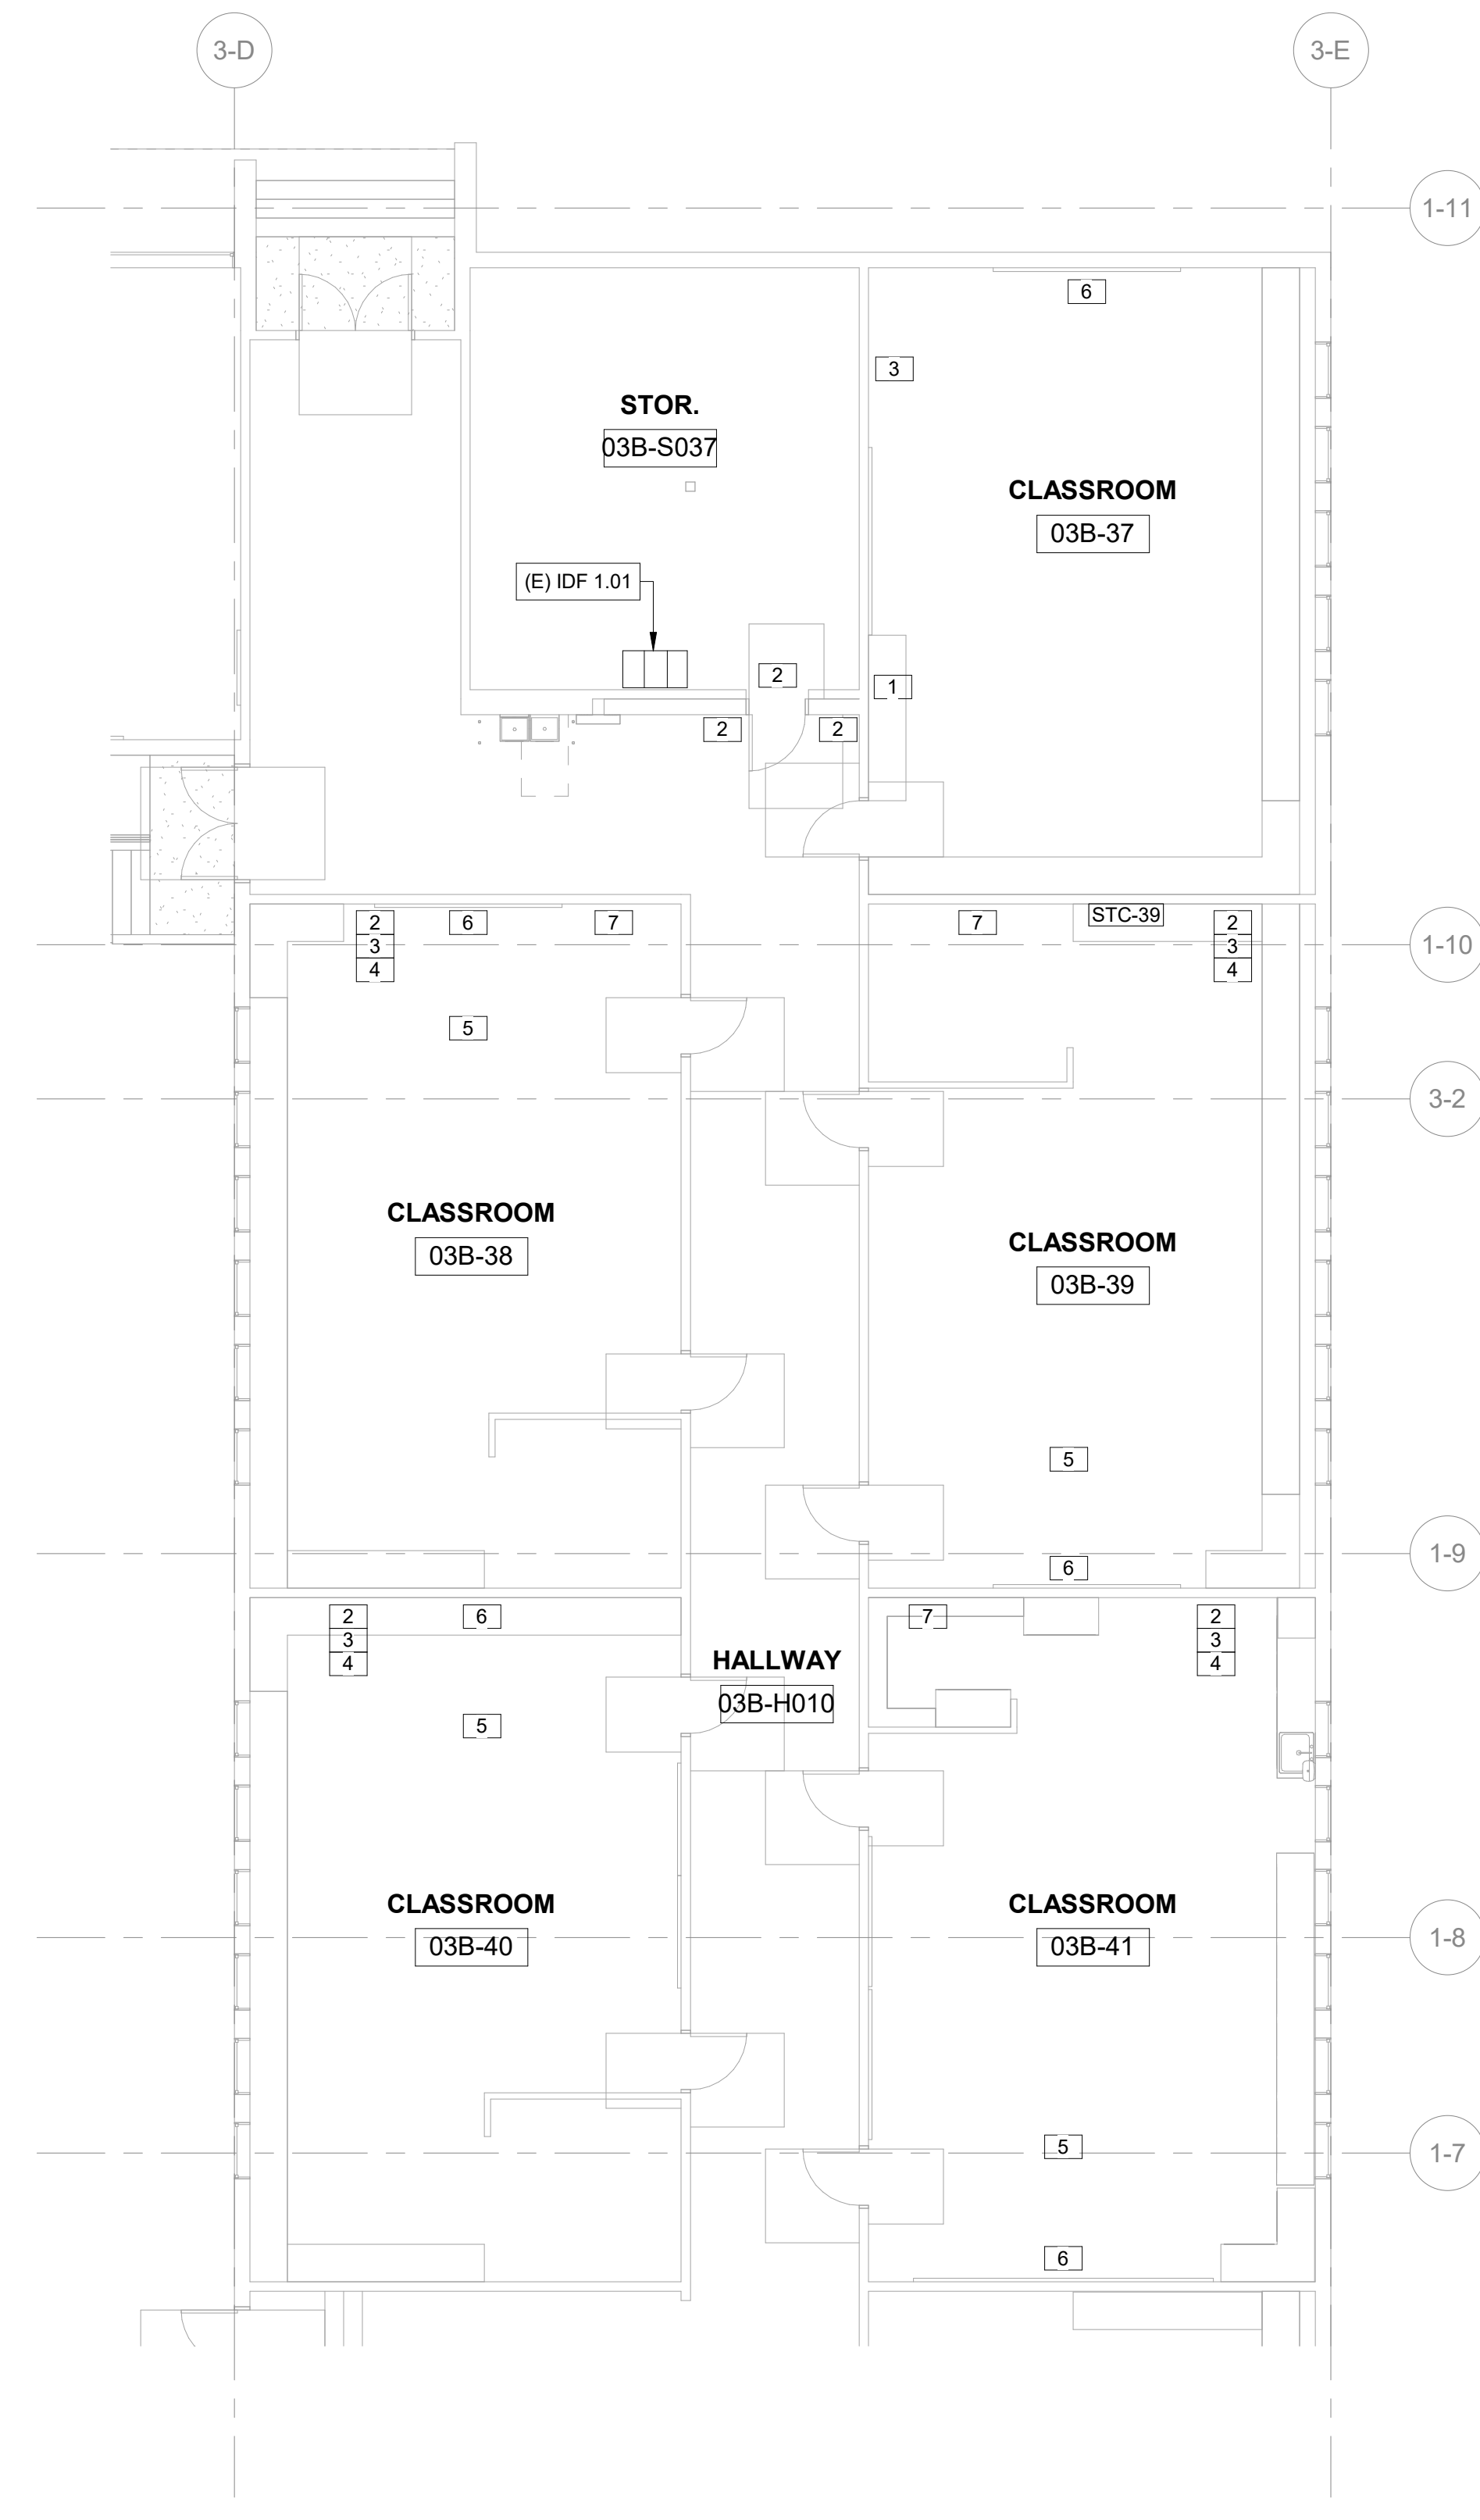 3-D
3-E
1-11
6
3
STOR.
03B-S037
CLASSROOM
03B-37
(E) IDF 1.01
2
1
2
2
2
6
7
7
STC-39
2
3
3
1-10
4
4
5
3-2
CLASSROOM
03B-38
CLASSROOM
03B-39
5
1-9
6
2
6
7
2
3
3
4
4
HALLWAY
03B-H010
5
CLASSROOM
03B-40
CLASSROOM
03B-41
1-8
5
1-7
6